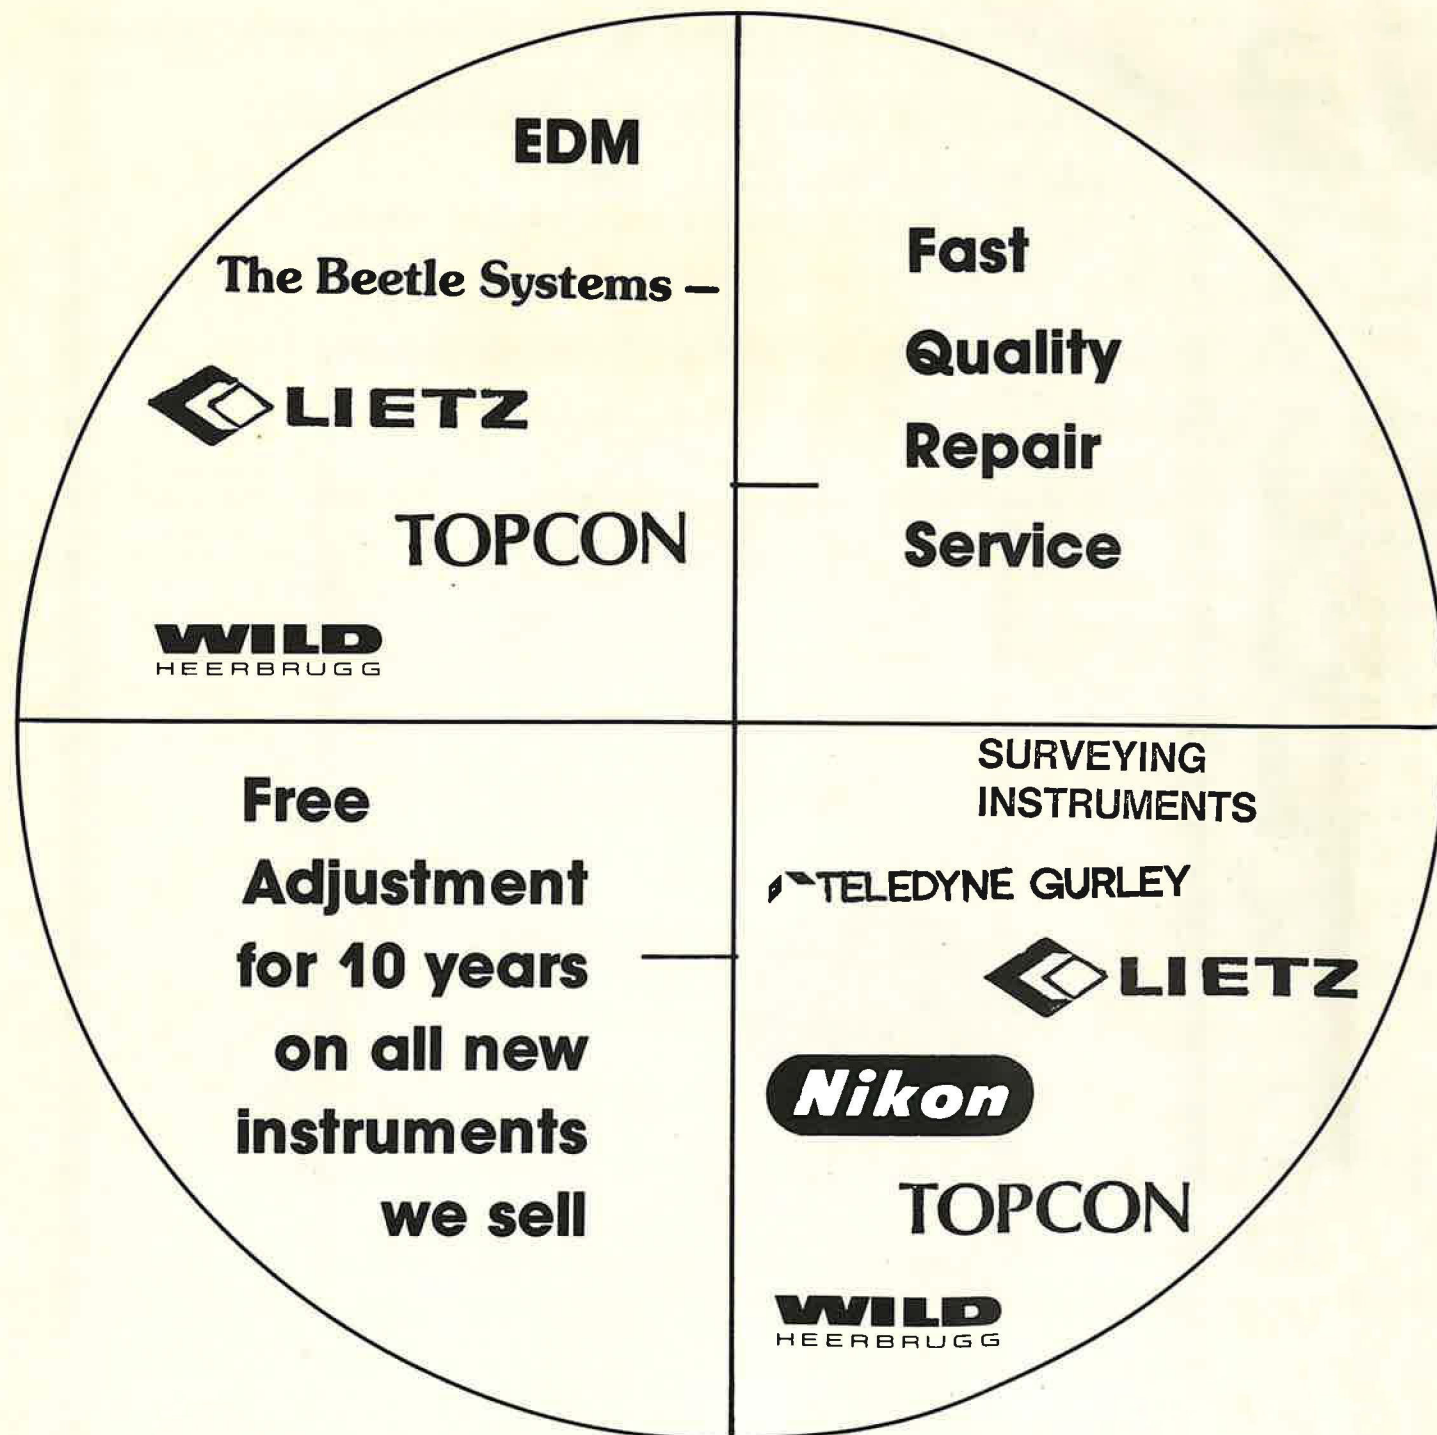 EDM
The Beetle Systems –
LIETZ
TOPCON
WILD
HEERBRUGG
Fast
Quality
Repair
Service
Free
Adjustment
for 10 years
on all new
instruments
we sell
SURVEYING
INSTRUMENTS
TELEDYNE GURLEY
LIETZ
Nikon
TOPCON
WILD
HEERBRUGG